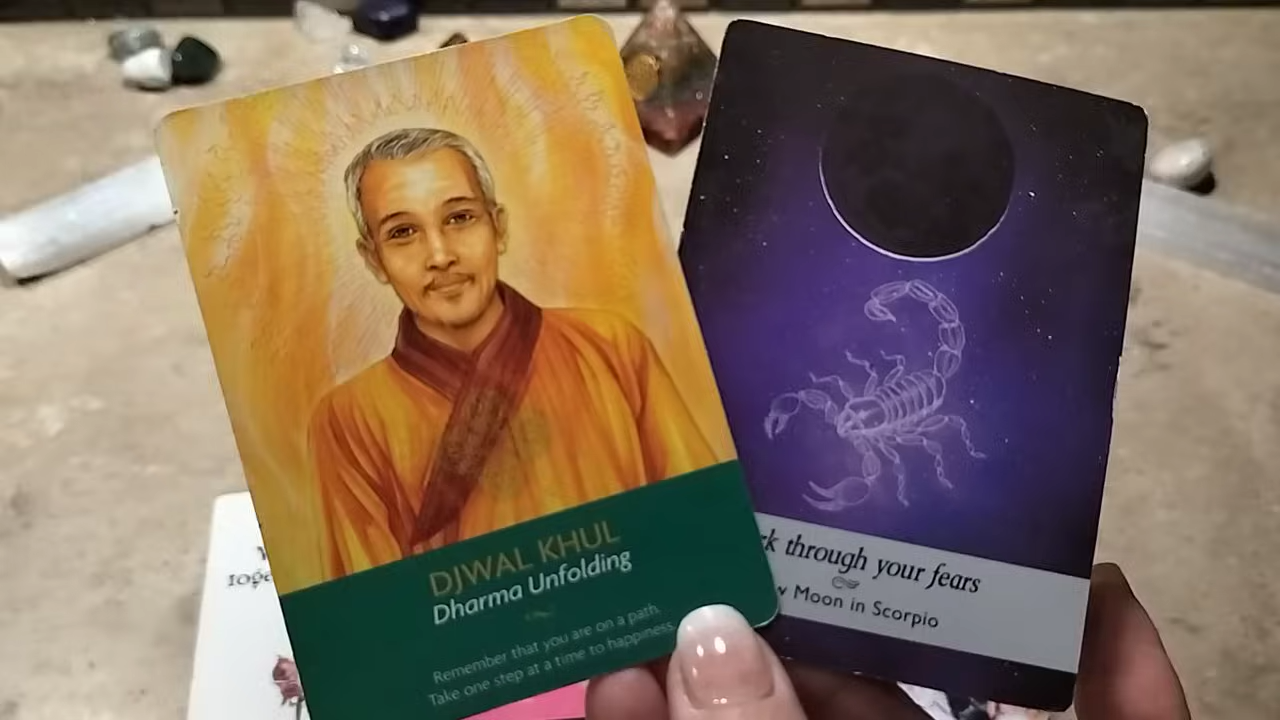 DJWAL KHUL
Dharma Unfolding
Remember that you are on a path.
Take one step at a time to happiness.
through your fears
Moon in Scorpio